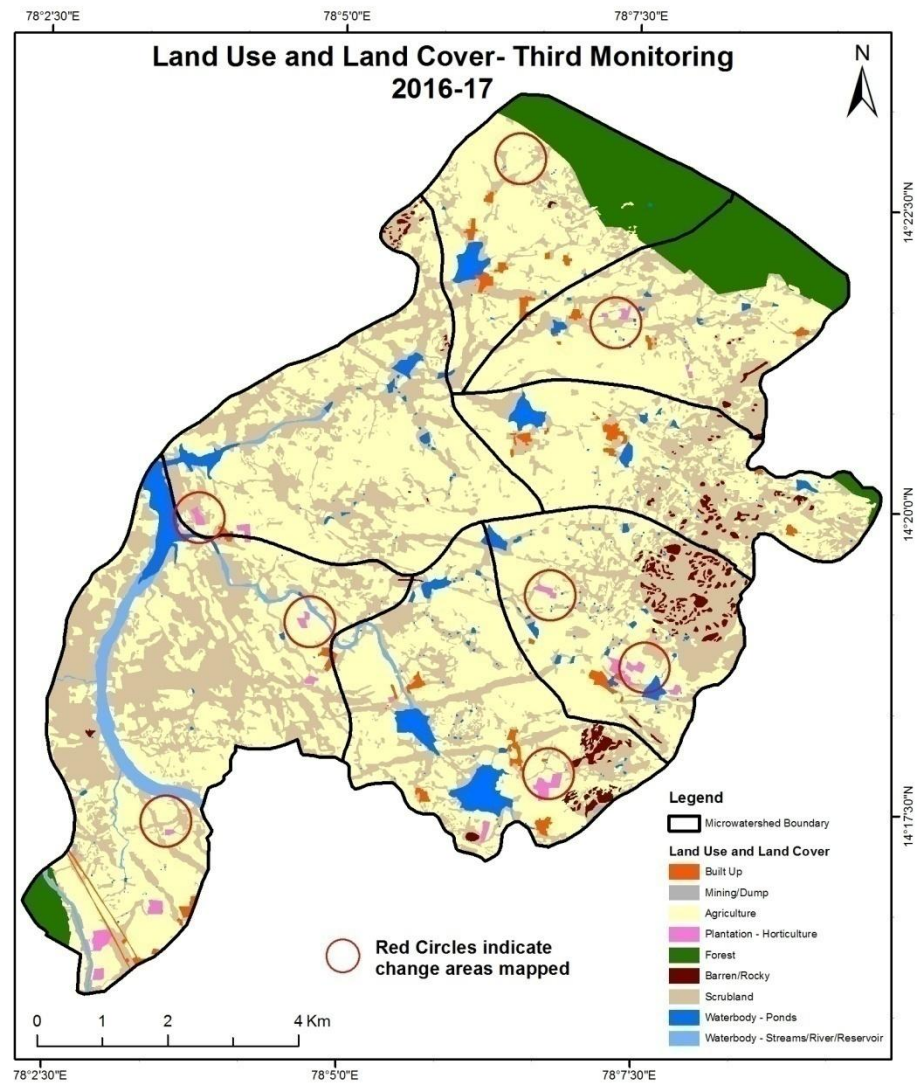 78°2'30"E 78°5'0"E 78°7'30"E
Land Use and Land Cover- Third Monitoring
2016-17
N
14°22'30"N
14°20'0"N
14°17'30"N
Legend
Microwatershed Boundary
Land Use and Land Cover
Built Up
Mining/Dump
Agriculture
Plantation - Horticulture
Forest
Barren/Rocky
Scrubland
Waterbody - Ponds
Waterbody - Streams/River/Reservoir
Red Circles indicate
change areas mapped
0 1 2 4 Km
78°2'30"E 78°5'0"E 78°7'30"E